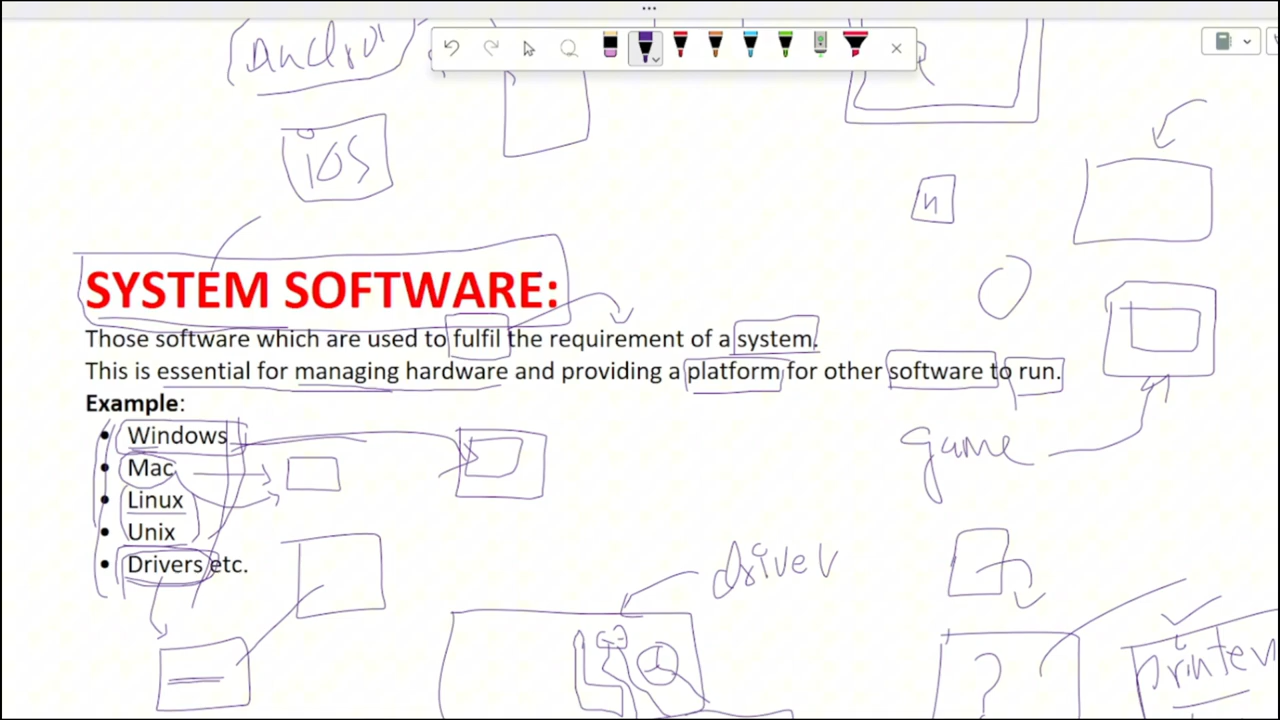 Androi
iOS
n
SYSTEM SOFTWARE:
Those software which are used to fulfil the requirement of a system.
This is essential for managing hardware and providing a platform for other software to run.
Example:
• Windows
• Mac
• Linux
• Unix
• Drivers etc.
game
driver
?
printer